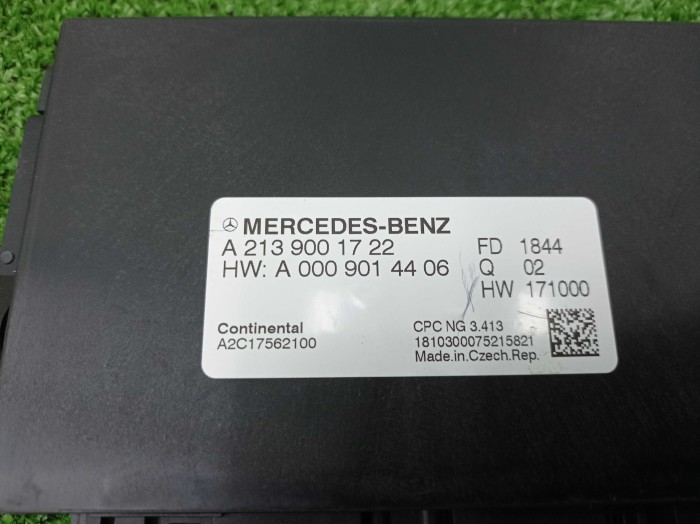 MERCEDES-BENZ
A 213 900 17 22
HW: A 000 901 44 06
FD 1844
Q 02
HW 171000
Continental
A2C17562100
CPC NG 3.413
1810300075215821
Made.in.Czech.Rep.